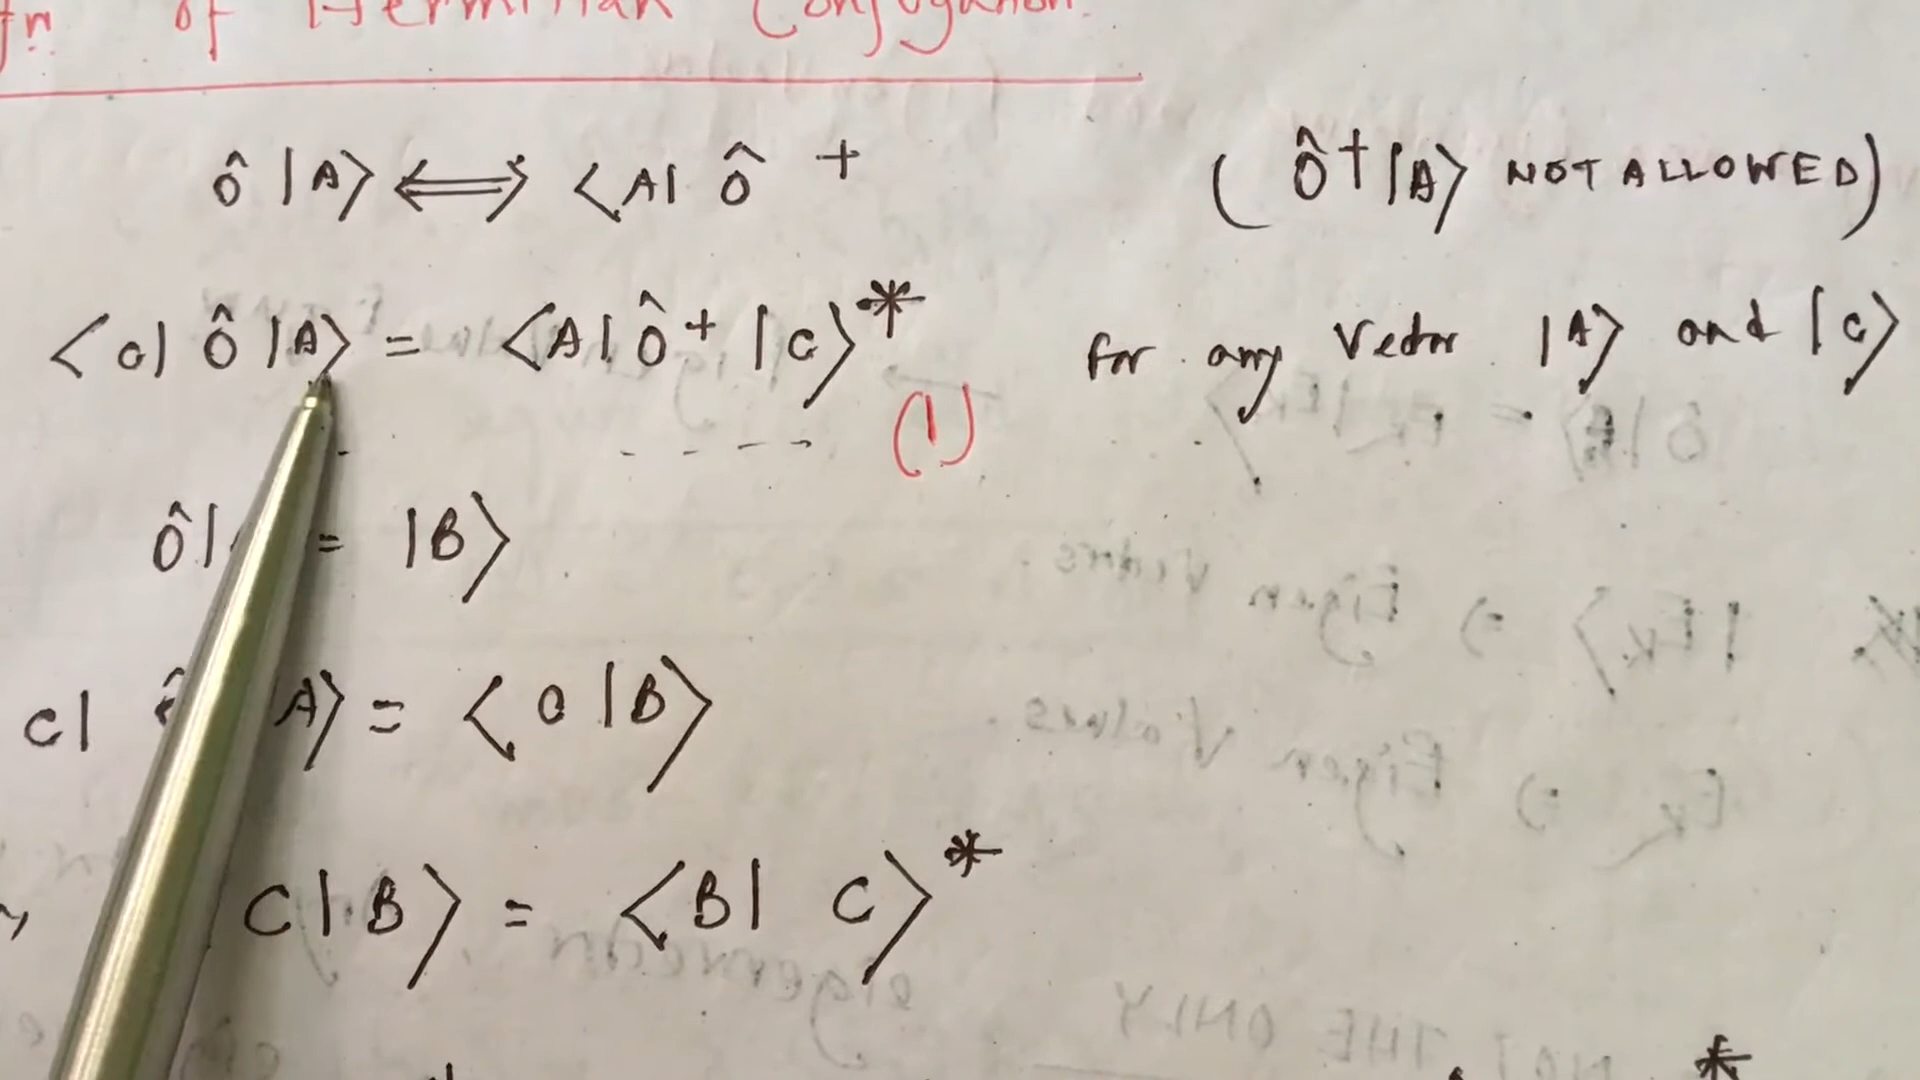 of Hermitian Conjugation.
Ô |A⟩ ⟺ ⟨A| Ô + ( Ô† |A⟩ NOT ALLOWED)
⟨C| Ô |A⟩ = ⟨A| Ô + |C⟩* for any Vector |A⟩ and |C⟩
- - - - → (1)
Ô| = |B⟩
C| A⟩ = ⟨C |B⟩
C | B⟩ = ⟨B| C⟩*
*